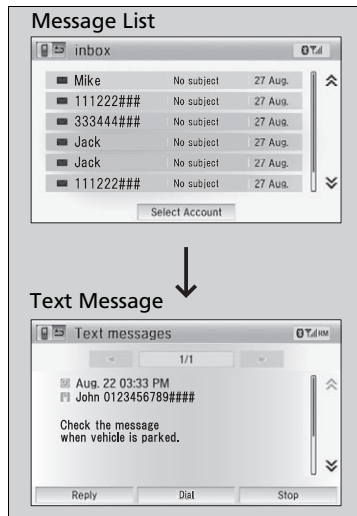 Message List
inbox
Mike No subject 27 Aug.
111222### No subject 27 Aug.
333444### No subject 27 Aug.
Jack No subject 27 Aug.
Jack No subject 27 Aug.
111222### No subject 27 Aug.
Select Account
Text Message
Text messages RM
1/1
Aug. 22 03:33 PM
John 0123456789####
Check the message
when vehicle is parked.
Reply Dial Stop